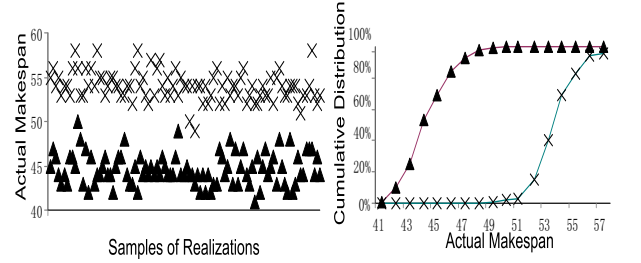 Actual Makespan
60
55
50
45
40
Samples of Realizations
Cumulative Distribution
100%
80%
60%
40%
20%
0%
41 43 45 47 49 51 53 55 57
Actual Makespan